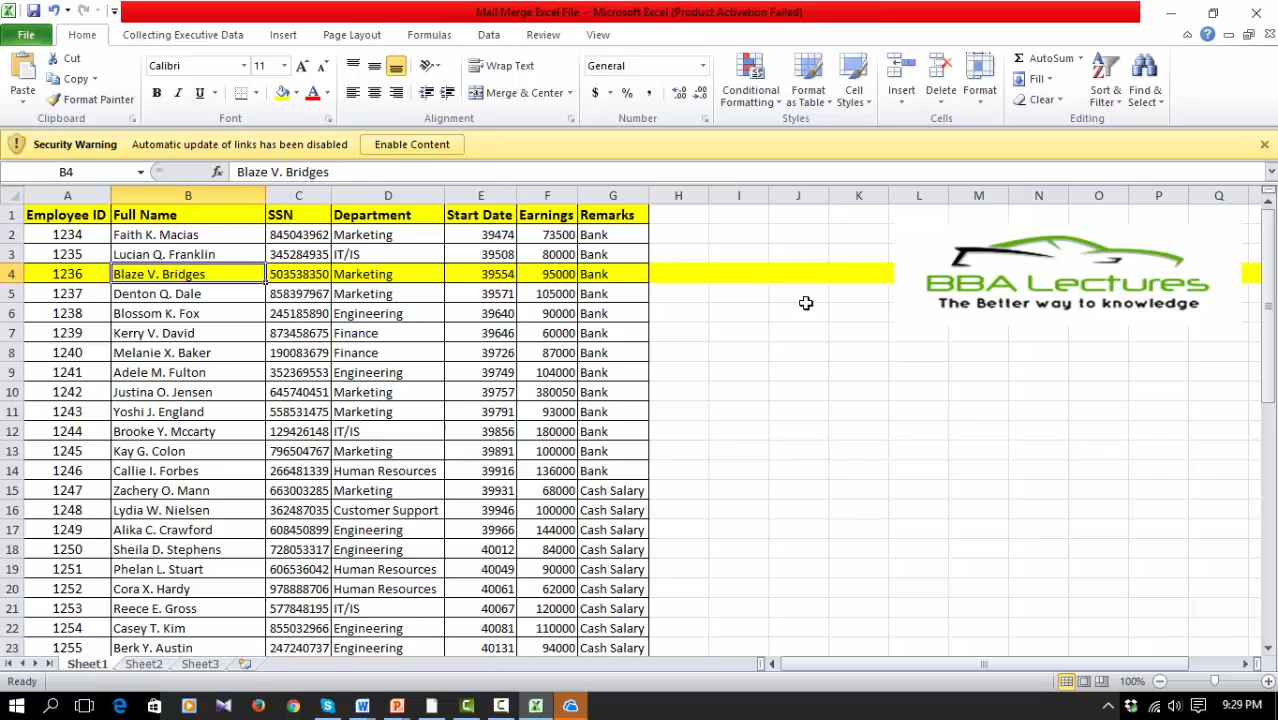 Mail Merge Excel File - Microsoft Excel (Product Activation Failed)
File Home Collecting Executive Data Insert Page Layout Formulas Data Review View
Cut
Copy
Format Painter
Paste
Clipboard
Calibri 11
B I U
Font
Wrap Text
Merge & Center
Alignment
General
$ % ,
Number
Conditional Formatting
Format as Table
Cell Styles
Styles
Insert Delete Format
Cells
AutoSum
Fill
Clear
Sort & Filter
Find & Select
Editing
Security Warning Automatic update of links has been disabled Enable Content
B4 fx Blaze V. Bridges
A B C D E F G H I J K L M N O P Q
1 Employee ID Full Name SSN Department Start Date Earnings Remarks
2 1234 Faith K. Macias 845043962 Marketing 39474 73500 Bank
3 1235 Lucian Q. Franklin 345284935 IT/IS 39508 80000 Bank
4 1236 Blaze V. Bridges 503538350 Marketing 39554 95000 Bank
5 1237 Denton Q. Dale 858397967 Marketing 39571 105000 Bank
6 1238 Blossom K. Fox 245185890 Engineering 39640 90000 Bank
7 1239 Kerry V. David 873458675 Finance 39646 60000 Bank
8 1240 Melanie X. Baker 190083679 Finance 39726 87000 Bank
9 1241 Adele M. Fulton 352369553 Engineering 39749 104000 Bank
10 1242 Justina O. Jensen 645740451 Marketing 39757 380050 Bank
11 1243 Yoshi J. England 558531475 Marketing 39791 93000 Bank
12 1244 Brooke Y. Mccarty 129426148 IT/IS 39856 180000 Bank
13 1245 Kay G. Colon 796504767 Marketing 39891 100000 Bank
14 1246 Callie I. Forbes 266481339 Human Resources 39916 136000 Bank
15 1247 Zachery O. Mann 663003285 Marketing 39931 68000 Cash Salary
16 1248 Lydia W. Nielsen 362487035 Customer Support 39946 100000 Cash Salary
17 1249 Alika C. Crawford 608450899 Engineering 39966 144000 Cash Salary
18 1250 Sheila D. Stephens 728053317 Engineering 40012 84000 Cash Salary
19 1251 Phelan L. Stuart 606536042 Human Resources 40049 90000 Cash Salary
20 1252 Cora X. Hardy 978888706 Human Resources 40061 62000 Cash Salary
21 1253 Reece E. Gross 577848195 IT/IS 40067 120000 Cash Salary
22 1254 Casey T. Kim 855032966 Engineering 40081 110000 Cash Salary
23 1255 Berk Y. Austin 247240737 Engineering 40131 94000 Cash Salary
BBA Lectures
The Better way to knowledge
Sheet1 Sheet2 Sheet3
Ready 100%
9:29 PM